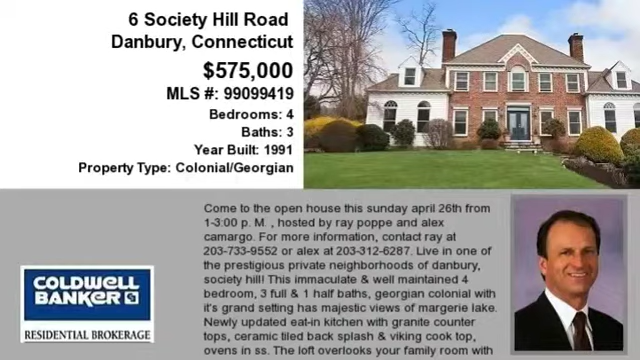 6 Society Hill Road
Danbury, Connecticut
$575,000
MLS #: 99099419
Bedrooms: 4
Baths: 3
Year Built: 1991
Property Type: Colonial/Georgian
Come to the open house this sunday april 26th from
1-3:00 p. M. , hosted by ray poppe and alex
camargo. For more information, contact ray at
203-733-9552 or alex at 203-312-6287. Live in one of
the prestigious private neighborhoods of danbury,
society hill! This immaculate & well maintained 4
bedroom, 3 full & 1 half baths, georgian colonial with
it's grand setting has majestic views of margerie lake.
Newly updated eat-in kitchen with granite counter
tops, ceramic tiled back splash & viking cook top,
ovens in ss. The loft overlooks your family room with
COLDWELL
BANKER
RESIDENTIAL BROKERAGE